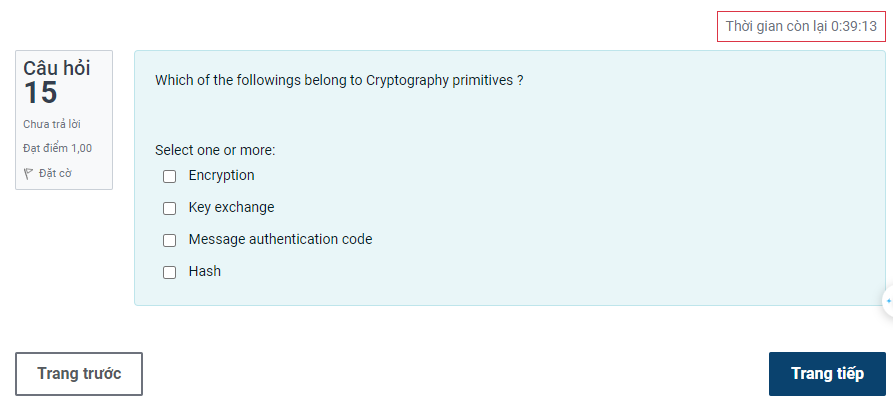 Thời gian còn lại 0:39:13
Câu hỏi
15
Chưa trả lời
Đạt điểm 1,00
Đặt cờ
Which of the followings belong to Cryptography primitives ?
Select one or more:
Encryption
Key exchange
Message authentication code
Hash
Trang trước
Trang tiếp